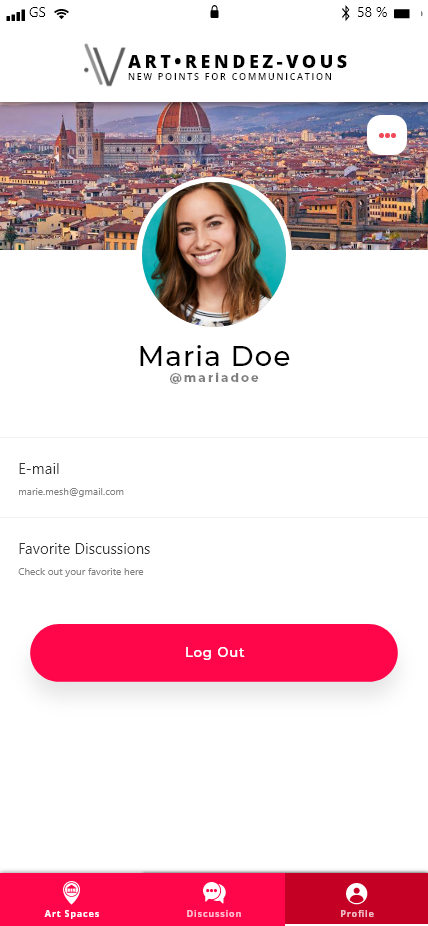 GS 58 %
ART•RENDEZ-VOUS
NEW POINTS FOR COMMUNICATION
Maria Doe
@mariadoe
E-mail
marie.mesh@gmail.com
Favorite Discussions
Check out your favorite here
Log Out
Art Spaces Discussion Profile